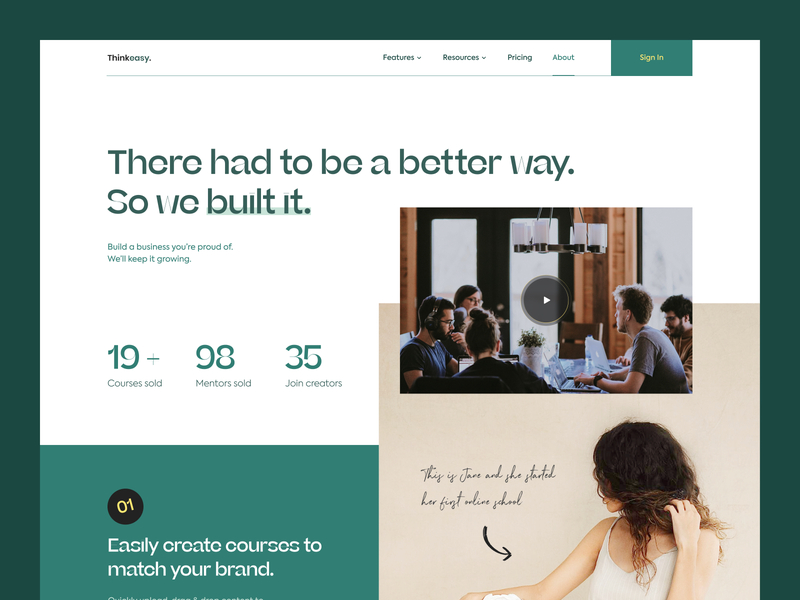 Thinkeasy.
Features
Resources
Pricing
About
Sign In
There had to be a better way.
So we built it.
Build a business you're proud of.
We'll keep it growing.
19 +
98
35
Courses sold
Mentors sold
Join creators
"This is Jane and she started
her first online school
01
Easily create courses to
match your brand.
Quickly upload, drag & drop content to